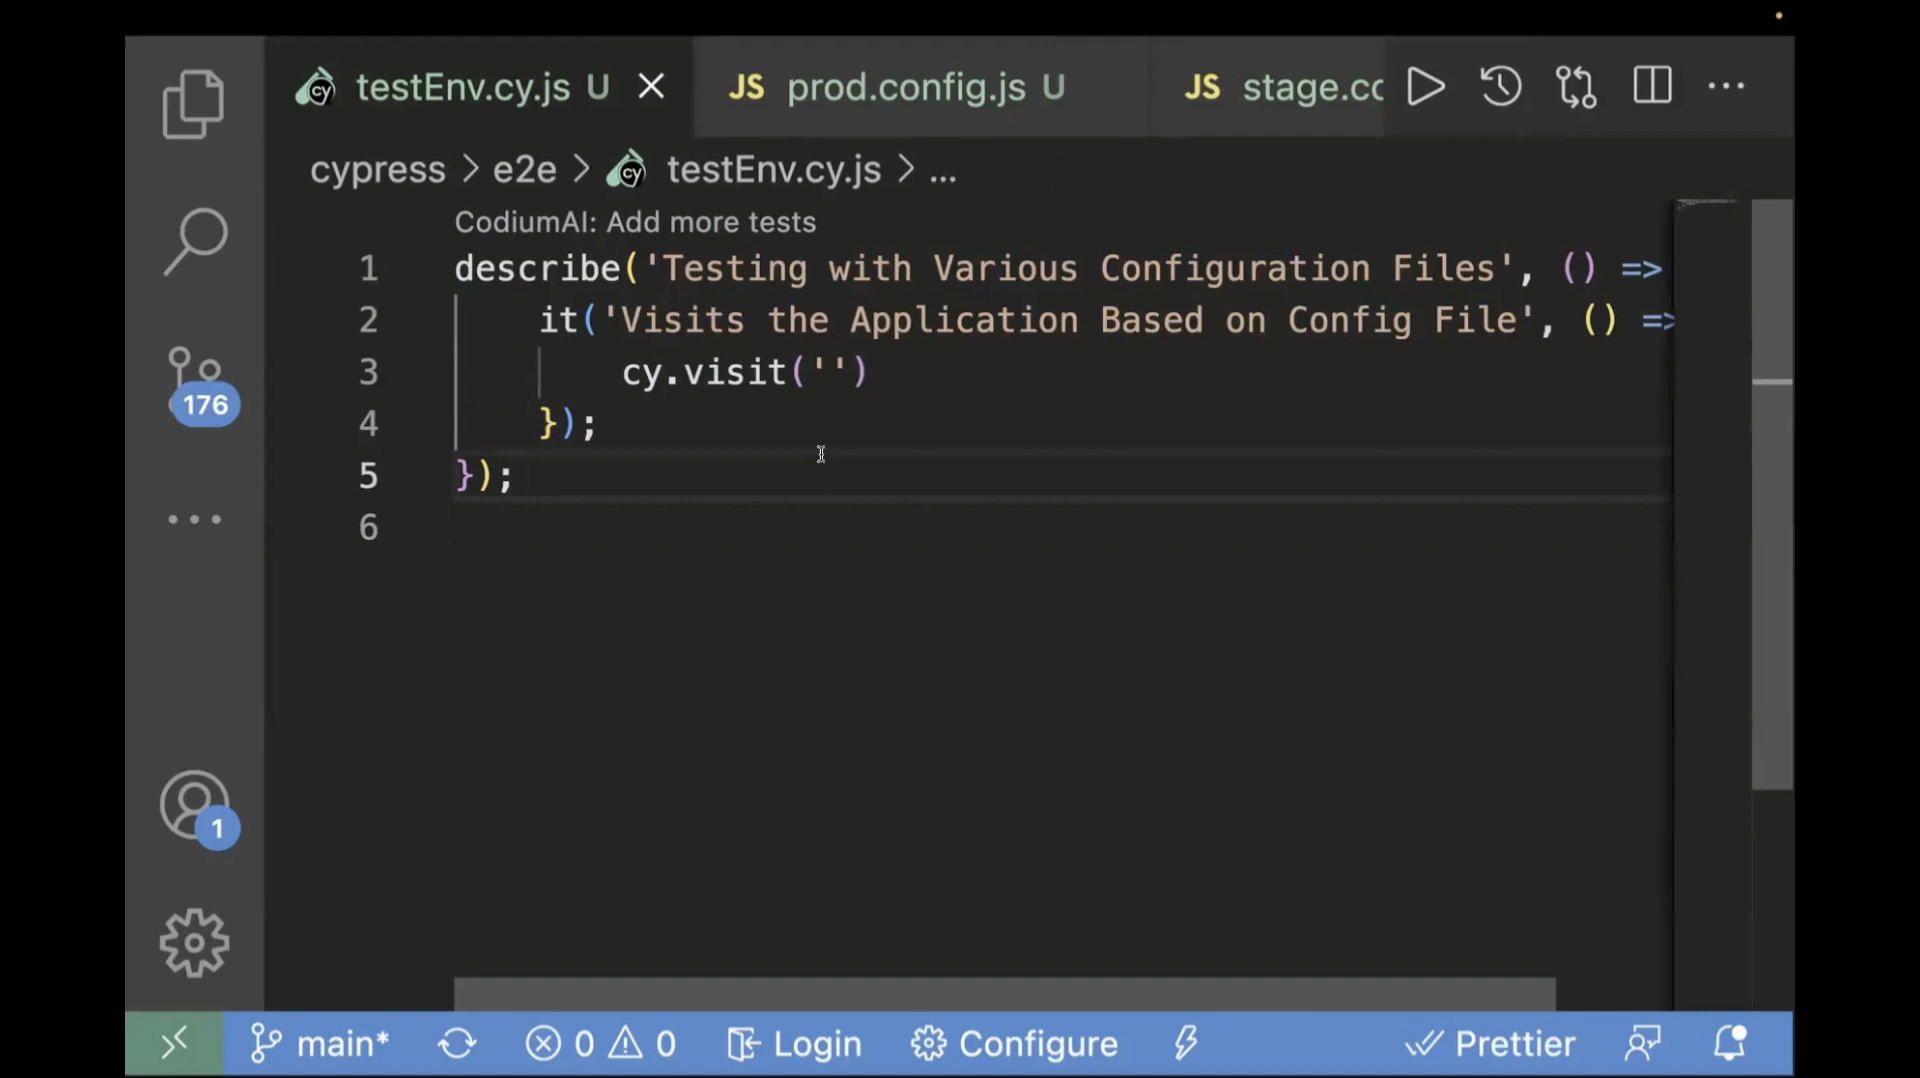 testEnv.cy.js U
JS prod.config.js U
JS stage.cc
cypress > e2e > testEnv.cy.js > ...
CodiumAI: Add more tests
1 describe('Testing with Various Configuration Files', () =>
2 it('Visits the Application Based on Config File', () =>
3 cy.visit('')
4 });
5 });
6
176
1
main*
0 0
Login
Configure
Prettier